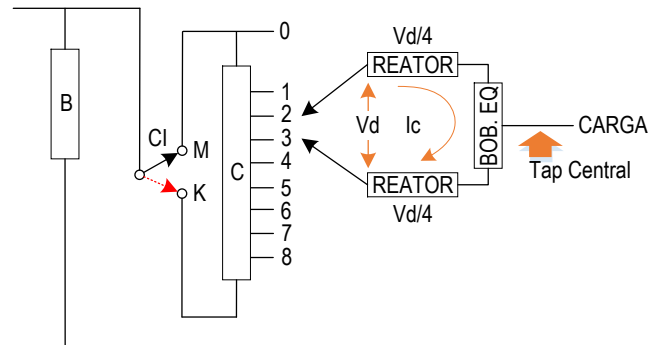 0
Vd/4
REATOR
B
CI
M
K
C
1
2
3
4
5
6
7
8
Vd
Ic
BOB. EQ
CARGA
Tap Central
REATOR
Vd/4